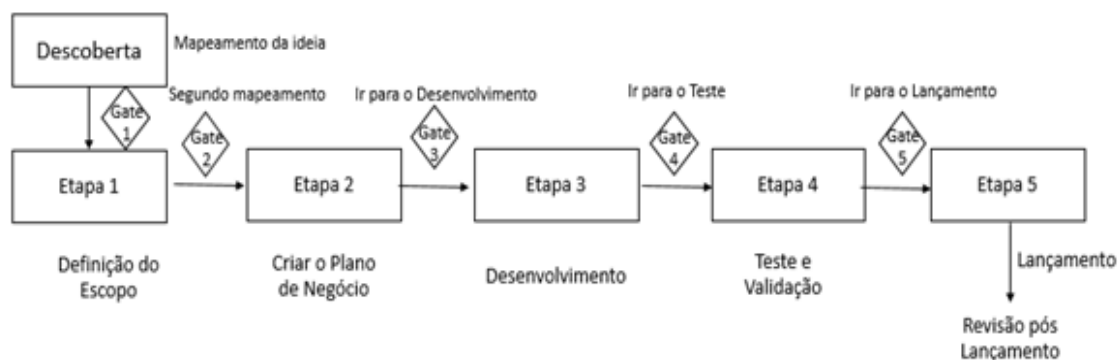 Descoberta
Mapeamento da ideia
Gate
1
Segundo mapeamento
Gate
2
Ir para o Desenvolvimento
Gate
3
Ir para o Teste
Gate
4
Ir para o Lançamento
Gate
5
Etapa 1
Etapa 2
Etapa 3
Etapa 4
Etapa 5
Definição do
Escopo
Criar o Plano
de Negócio
Desenvolvimento
Teste e
Validação
Lançamento
Revisão pós
Lançamento